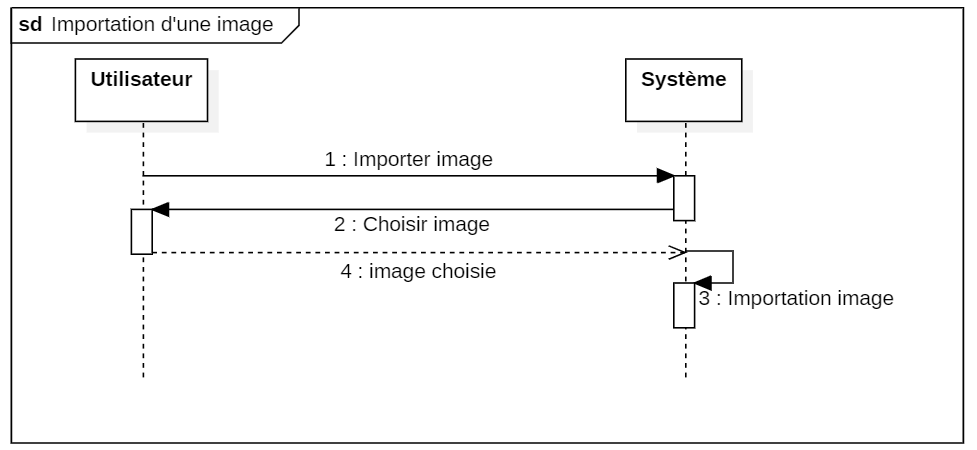 sd Importation d'une image
Utilisateur
Système
1 : Importer image
2 : Choisir image
4 : image choisie
3 : Importation image